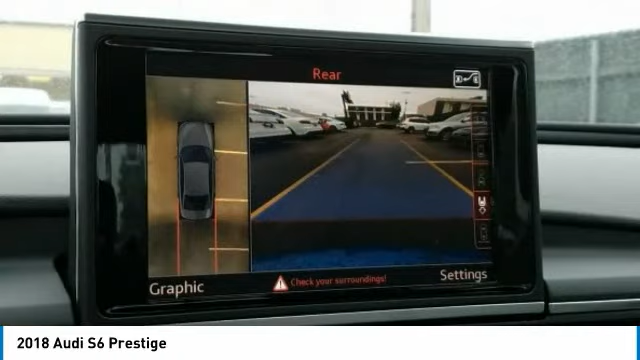 Rear
Graphic
Check your surroundings!
Settings
2018 Audi S6 Prestige